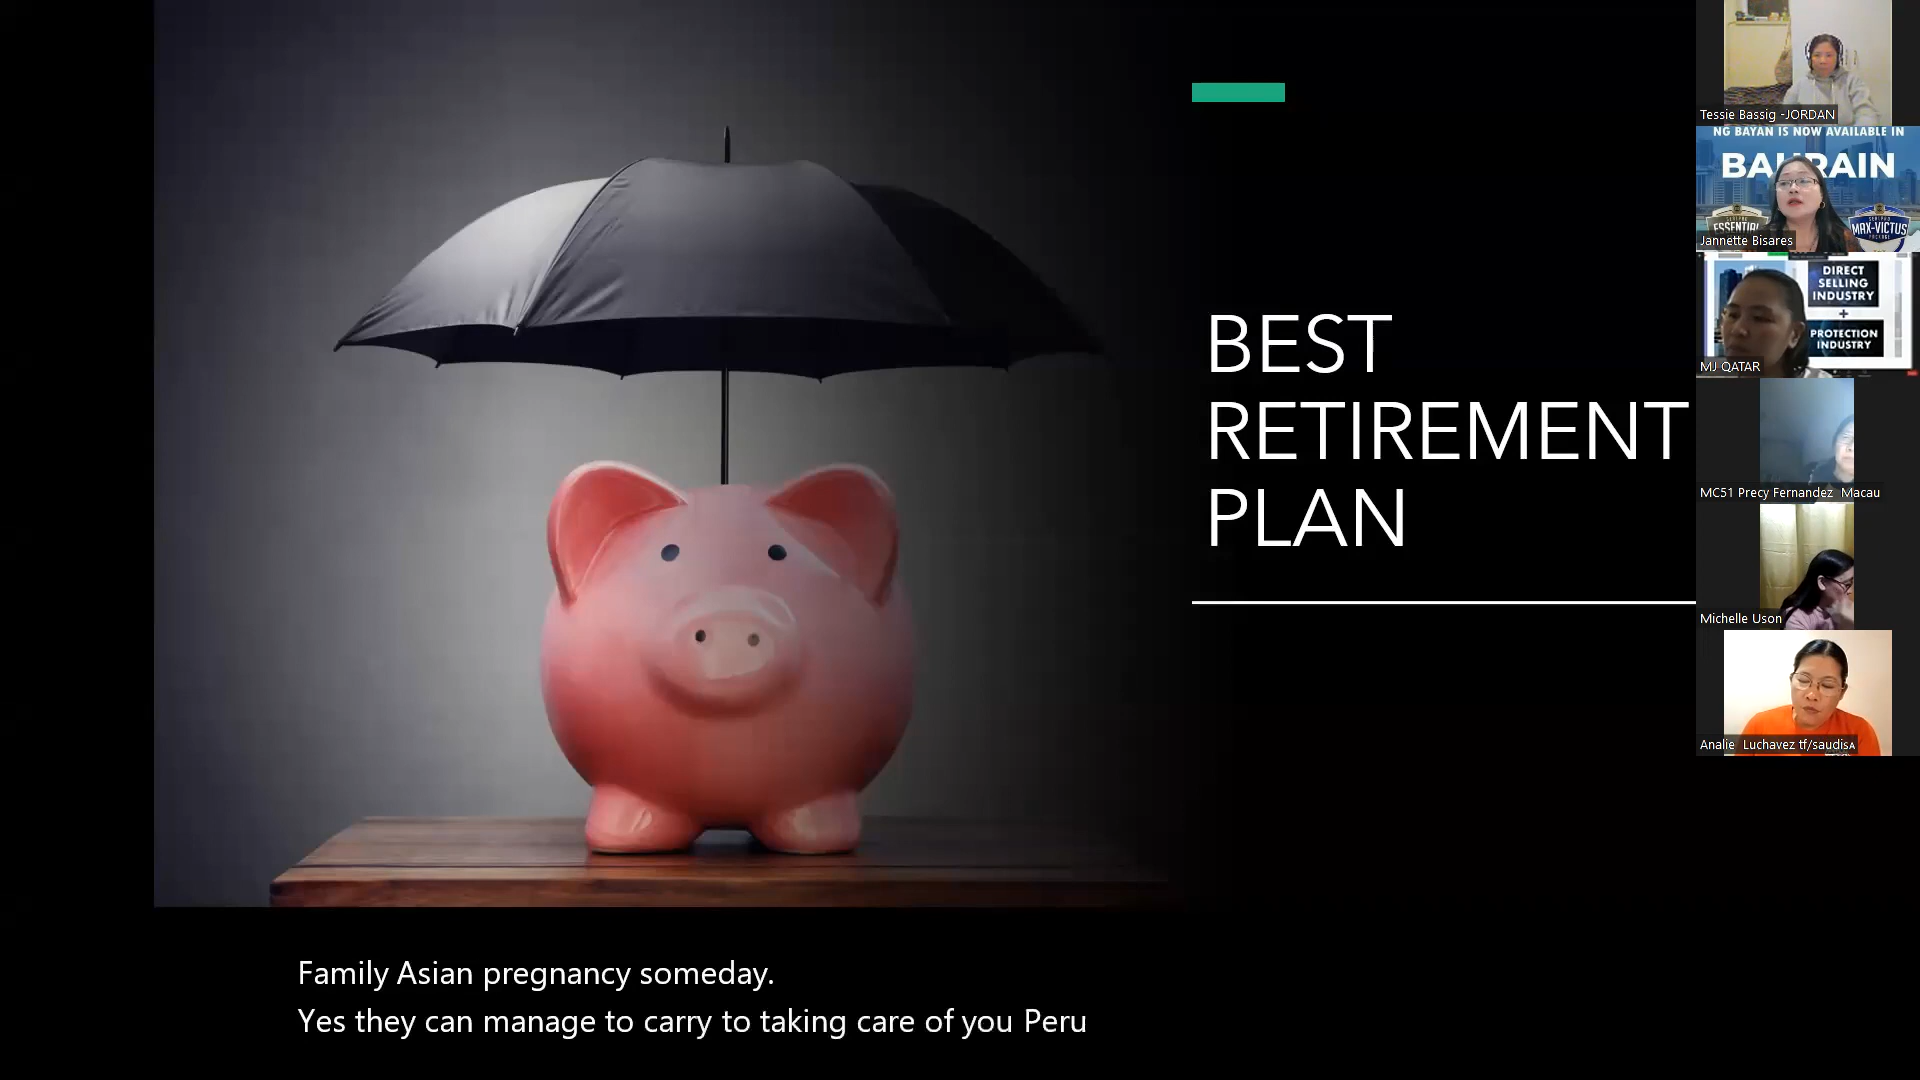 BEST
RETIREMENT
PLAN
Family Asian pregnancy someday.
Yes they can manage to carry to taking care of you Peru
Tessie Bassig -JORDAN
NG BAYAN IS NOW AVAILABLE IN
BAHRAIN
ESSENTIAL
MAX-VICTUS
Jannette Bisares
DIRECT
SELLING
INDUSTRY
+
PROTECTION
INDUSTRY
MJ QATAR
MC51 Precy Fernandez Macau
Michelle Uson
Analie Luchavez tf/saudisᴀ